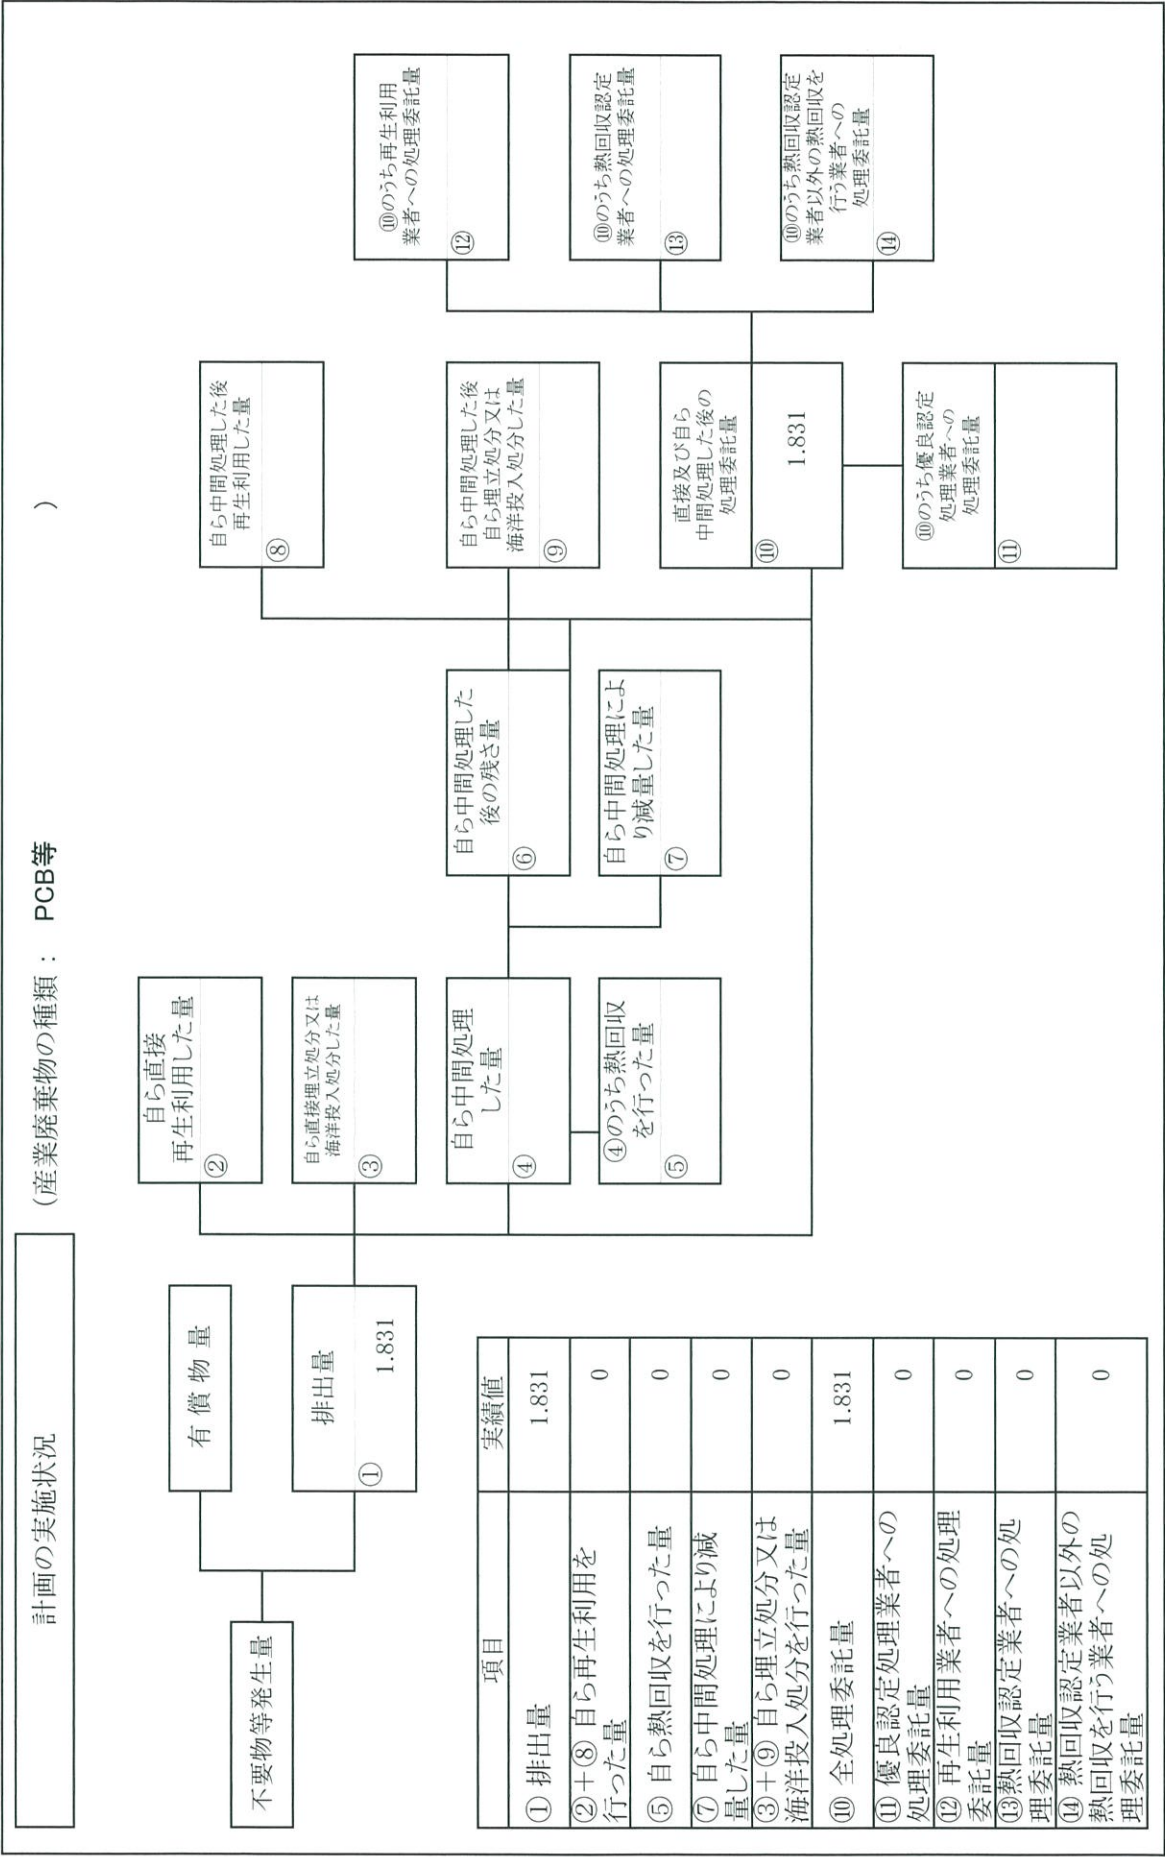 計画の実施状況
（産業廃棄物の種類： PCB等 ）
不要物等発生量
有償物量
排出量
① 1.831
自ら直接
再生利用した量
②
自ら直接埋立処分又は
海洋投入処分した量
③
自ら中間処理
した量
④
④のうち熱回収
を行った量
⑤
自ら中間処理した
後の残さ量
⑥
自ら中間処理によ
り減量した量
⑦
自ら中間処理した後
再生利用した量
⑧
自ら中間処理した後
自ら埋立処分又は
海洋投入処分した量
⑨
直接及び自ら
中間処理した後の
処理委託量
⑩ 1.831
⑩のうち優良認定
処理業者への
処理委託量
⑪
⑩のうち再生利用
業者への処理委託量
⑫
⑩のうち熱回収認定
業者への処理委託量
⑬
⑩のうち熱回収認定
業者以外の熱回収を
行う業者への
処理委託量
⑭
項目 実績値
① 排出量 1.831
②＋⑧ 自ら再生利用を
行った量 0
⑤ 自ら熱回収を行った量 0
⑦ 自ら中間処理により減
量した量 0
③＋⑨ 自ら埋立処分又は
海洋投入処分を行った量 0
⑩ 全処理委託量 1.831
⑪ 優良認定処理業者への
処理委託量 0
⑫ 再生利用業者への処理
委託量 0
⑬熱回収認定業者への処
理委託量 0
⑭ 熱回収認定業者以外の
熱回収を行う業者への処
理委託量 0